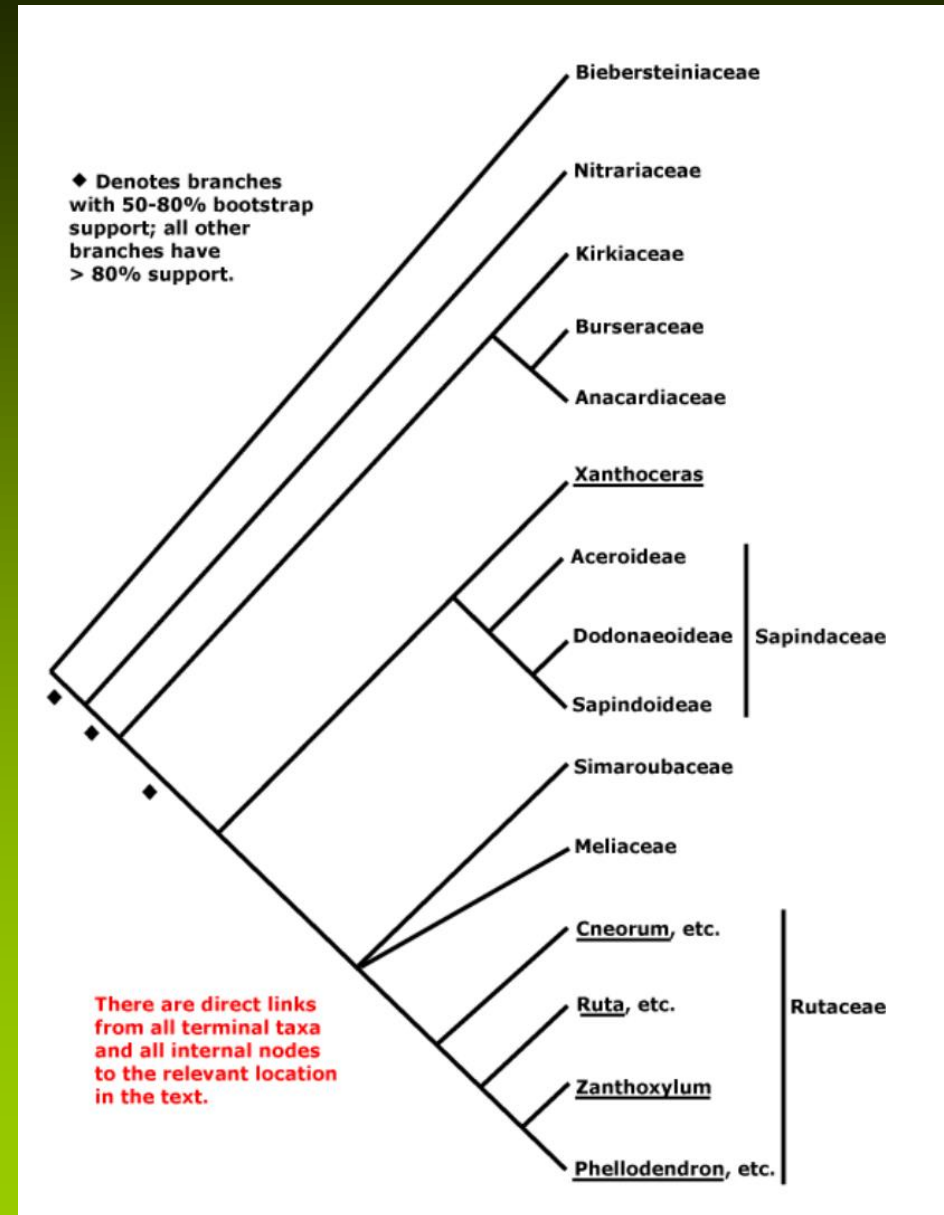 Biebersteiniaceae
Nitrariaceae
◆ Denotes branches
with 50-80% bootstrap
support; all other
branches have
> 80% support.
Kirkiaceae
Burseraceae
Anacardiaceae
Xanthoceras
Aceroideae
Dodonaeoideae
Sapindaceae
Sapindoideae
Simaroubaceae
Meliaceae
Cneorum, etc.
Ruta, etc.
Rutaceae
Zanthoxylum
Phellodendron, etc.
There are direct links
from all terminal taxa
and all internal nodes
to the relevant location
in the text.